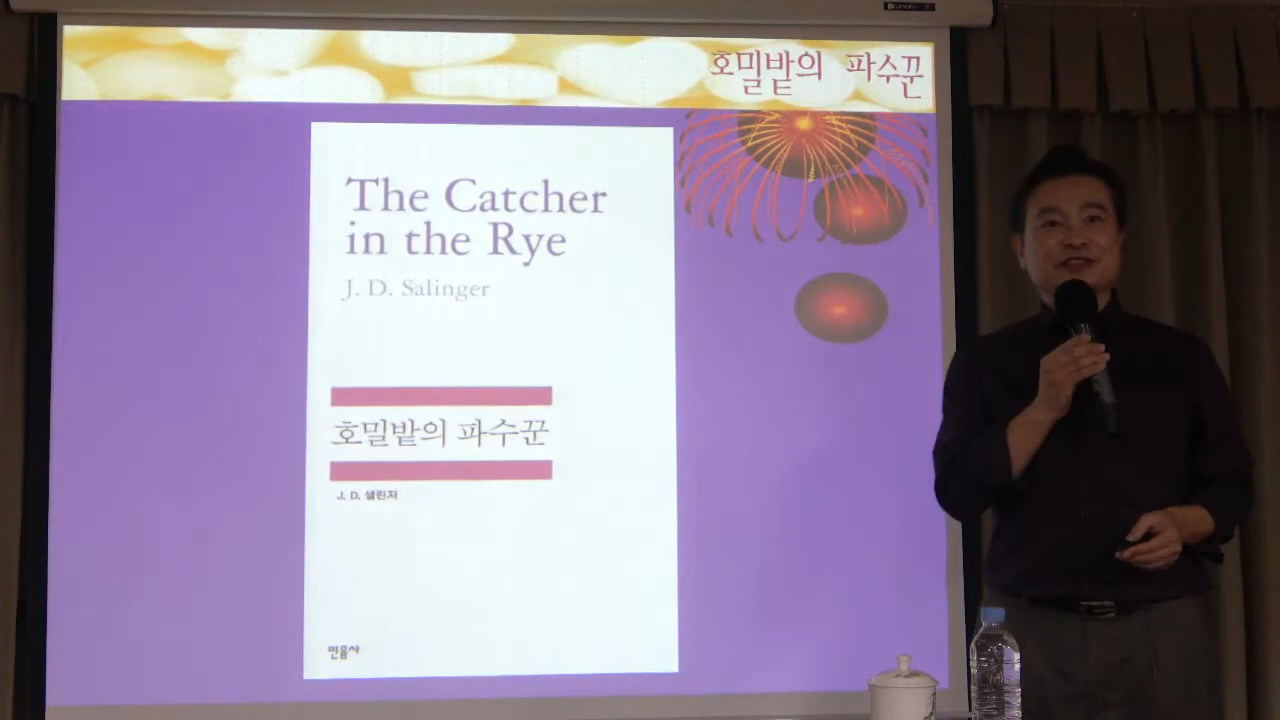 호밀밭의 파수꾼
The Catcher
in the Rye
J. D. Salinger
호밀밭의 파수꾼
J. D. 샐린저
민음사